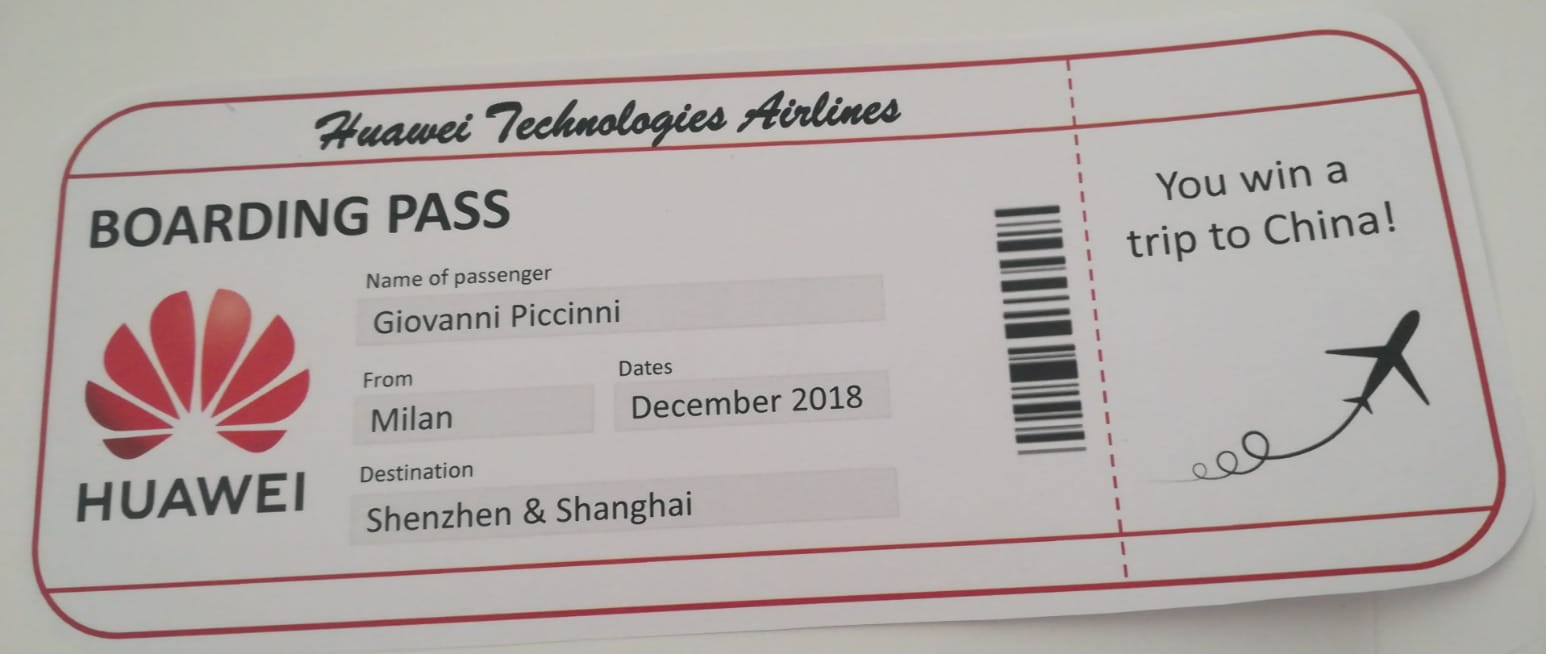 Huawei Technologies Airlines
BOARDING PASS
HUAWEI
Name of passenger
Giovanni Piccinni
From
Milan
Dates
December 2018
Destination
Shenzhen & Shanghai
You win a
trip to China!